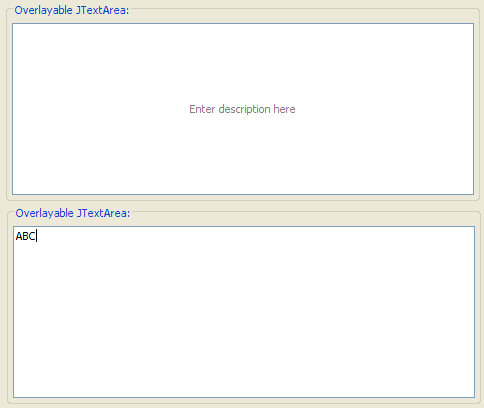 Overlayable JTextArea:
Enter description here
Overlayable JTextArea:
ABC